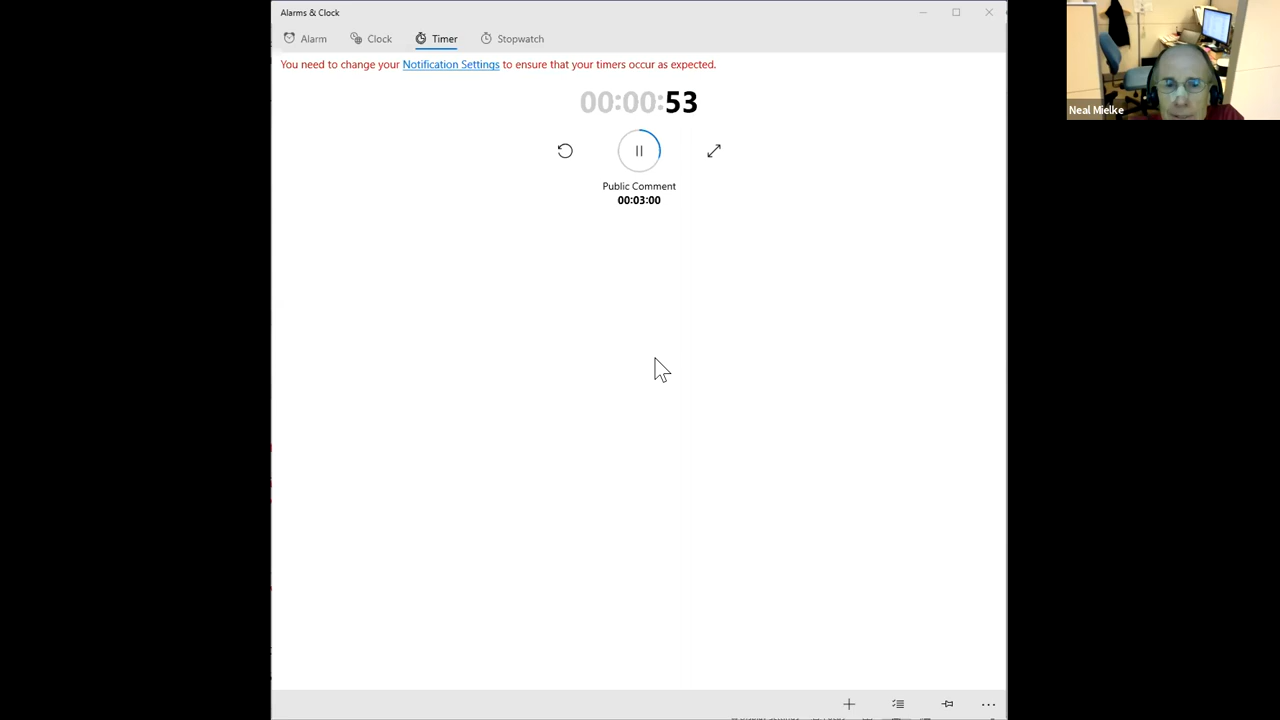 Alarms & Clock
Alarm Clock Timer Stopwatch
You need to change your Notification Settings to ensure that your timers occur as expected.
00:00:53
Public Comment
00:03:00
Neal Mielke